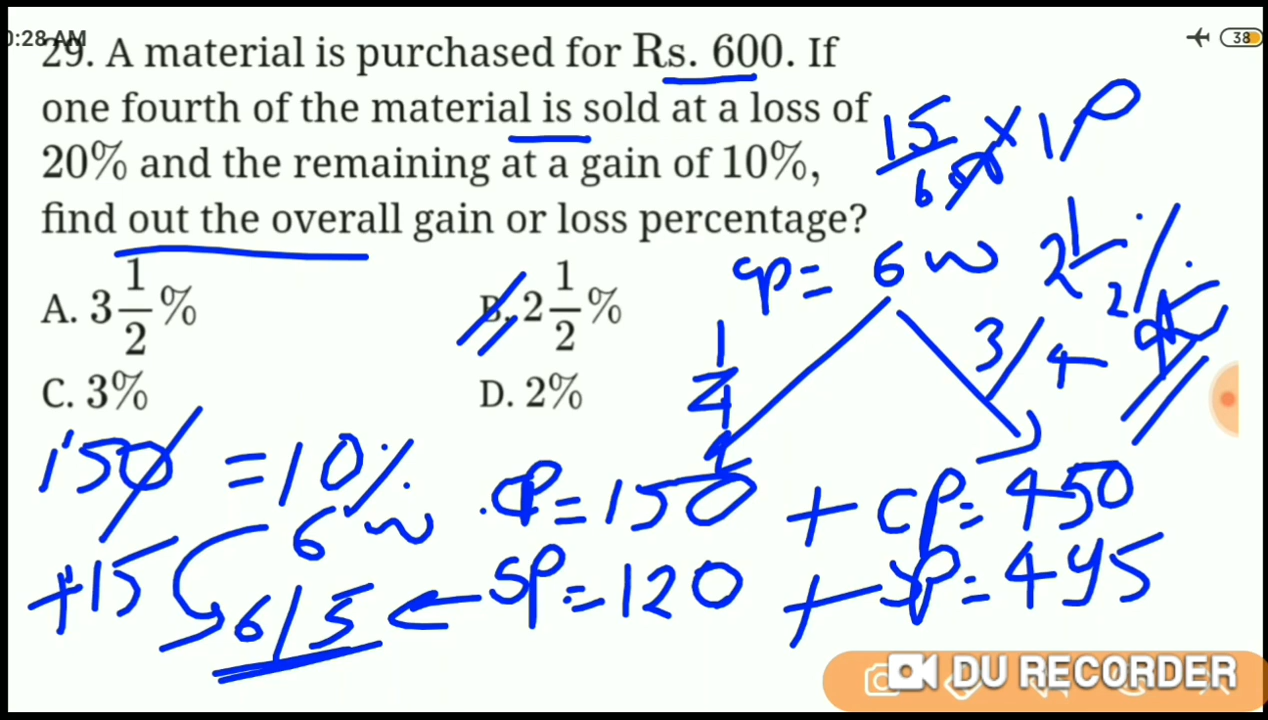 0:28 AM
38
29. A material is purchased for Rs. 600. If
one fourth of the material is sold at a loss of
20% and the remaining at a gain of 10%,
find out the overall gain or loss percentage?
A. 3 1/2 %
B. 2 1/2 %
C. 3%
D. 2%
15/600 × 100
CP = 600
2 1/2 %
1/4
3/4
150 = 10%
CP = 150 + CP = 450
600
+15
615 ← SP = 120 + SP = 495
DU RECORDER